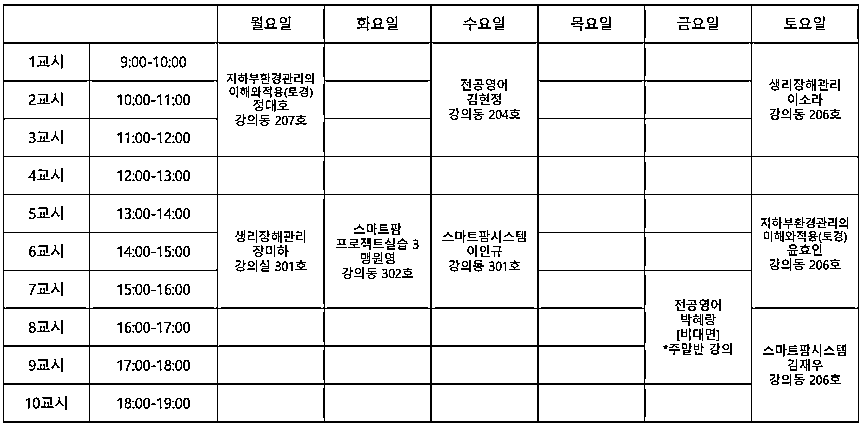 월요일 화요일 수요일 목요일 금요일 토요일
1교시 9:00-10:00
2교시 10:00-11:00
3교시 11:00-12:00
4교시 12:00-13:00
5교시 13:00-14:00
6교시 14:00-15:00
7교시 15:00-16:00
8교시 16:00-17:00
9교시 17:00-18:00
10교시 18:00-19:00
지하부환경관리의
이해와적용(토경)
정대호
강의동 207호
생리장해관리
장미하
강의실 301호
스마트팜
프로젝트실습 3
맹원영
강의동 302호
전공영어
김현정
강의동 204호
스마트팜시스템
이인규
강의동 301호
전공영어
박혜랑
[비대면]
*주말반 강의
생리장해관리
이소라
강의동 206호
지하부환경관리의
이해와적용(토경)
윤효인
강의동 206호
스마트팜시스템
김재우
강의동 206호